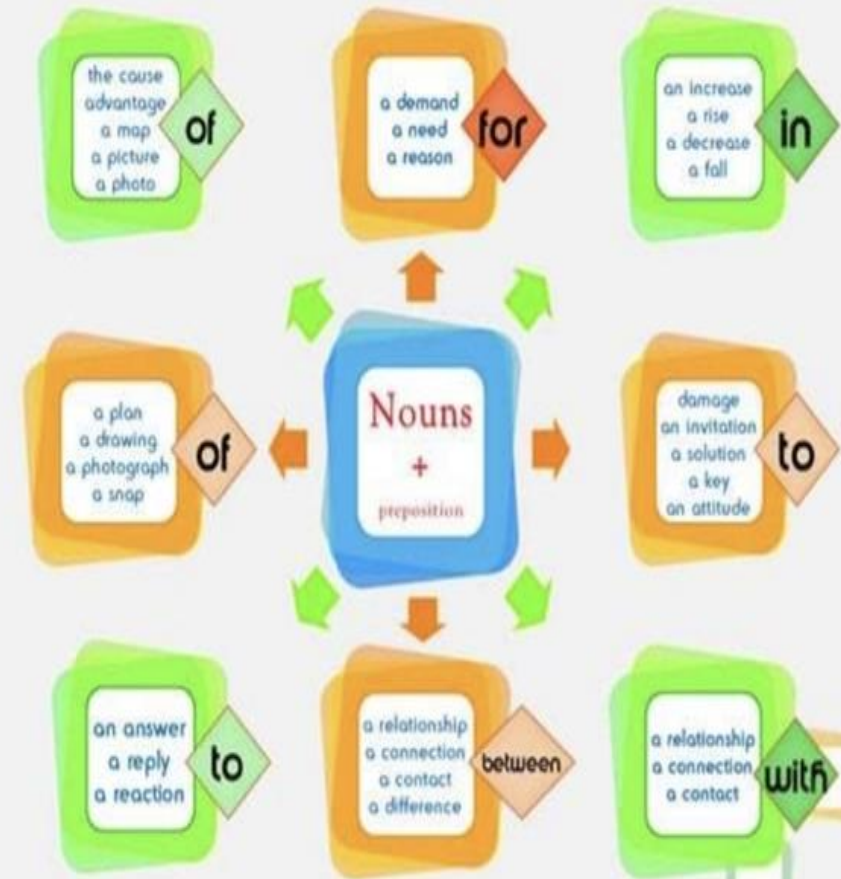 the cause
advantage
a map
a picture
a photo
of
a demand
a need
a reason
for
an increase
a rise
a decrease
a fall
in
a plan
a drawing
a photograph
a snap
of
Nouns
+
preposition
damage
an invitation
a solution
a key
an attitude
to
an answer
a reply
a reaction
to
a relationship
a connection
a contact
a difference
between
a relationship
a connection
a contact
with